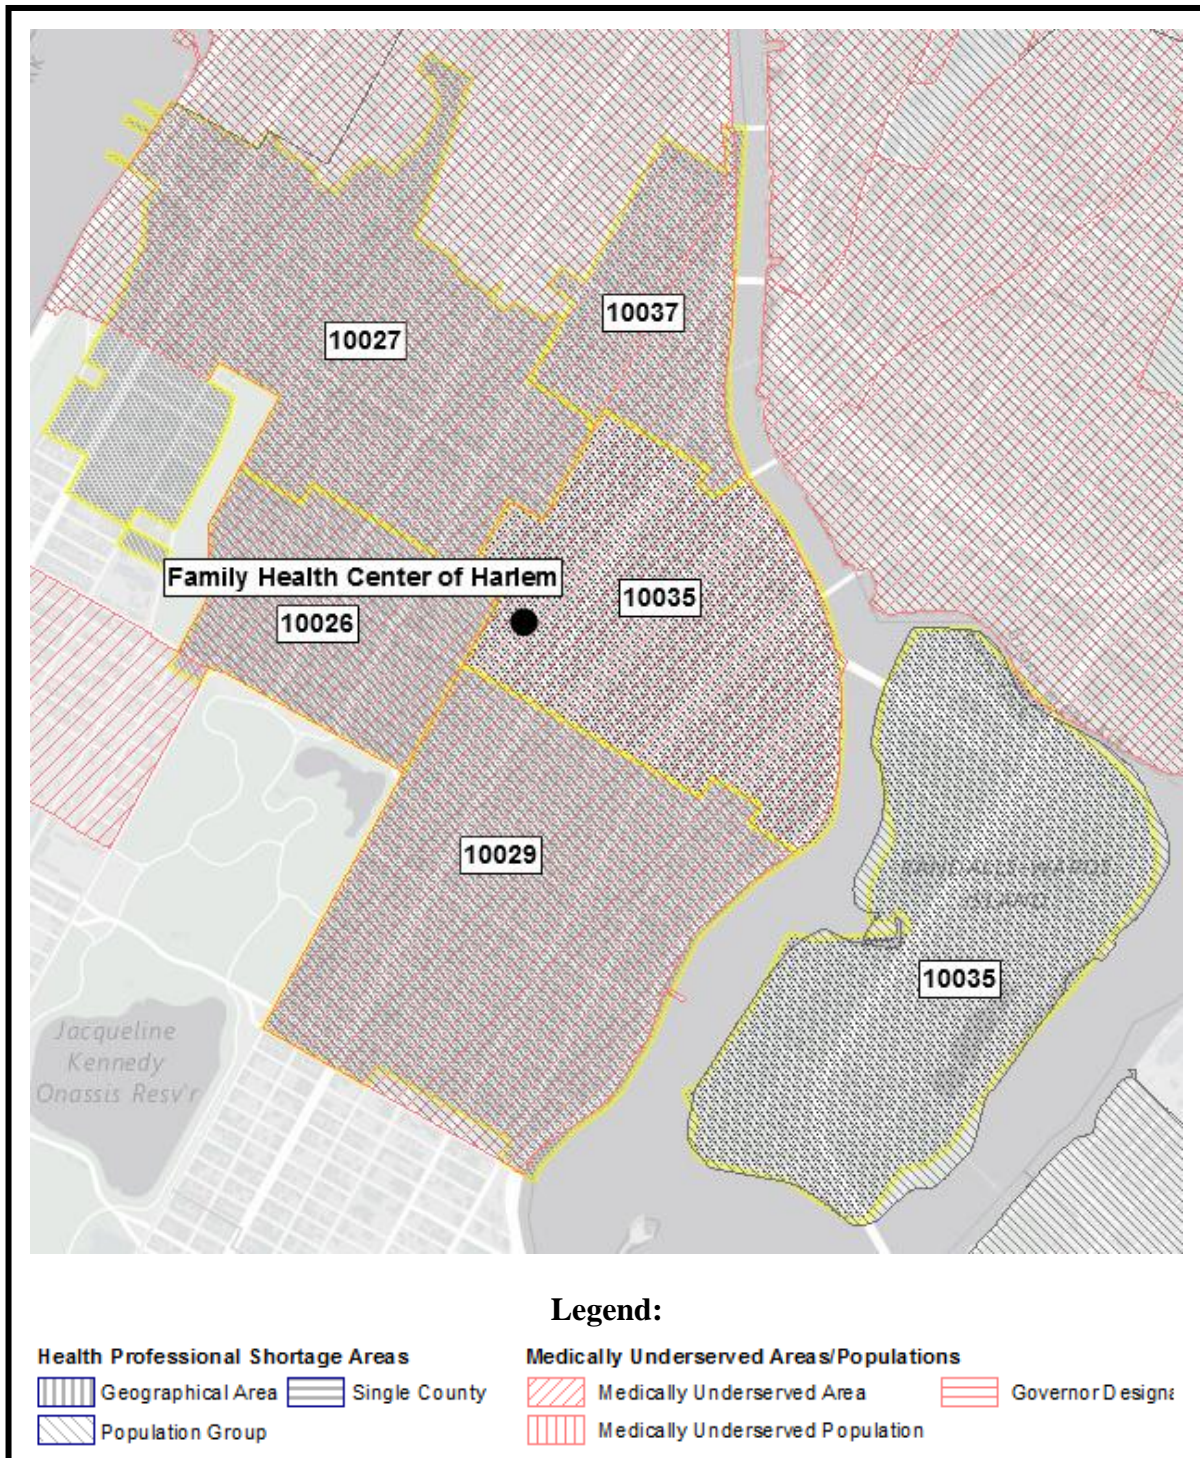 10037
10027
Family Health Center of Harlem
10035
10026
10029
10035
Jacqueline
Kennedy
Onassis Resv'r
ISLAND
Legend:
Health Professional Shortage Areas
Geographical Area
Single County
Population Group
Medically Underserved Areas/Populations
Medically Underserved Area
Governor Designa
Medically Underserved Population